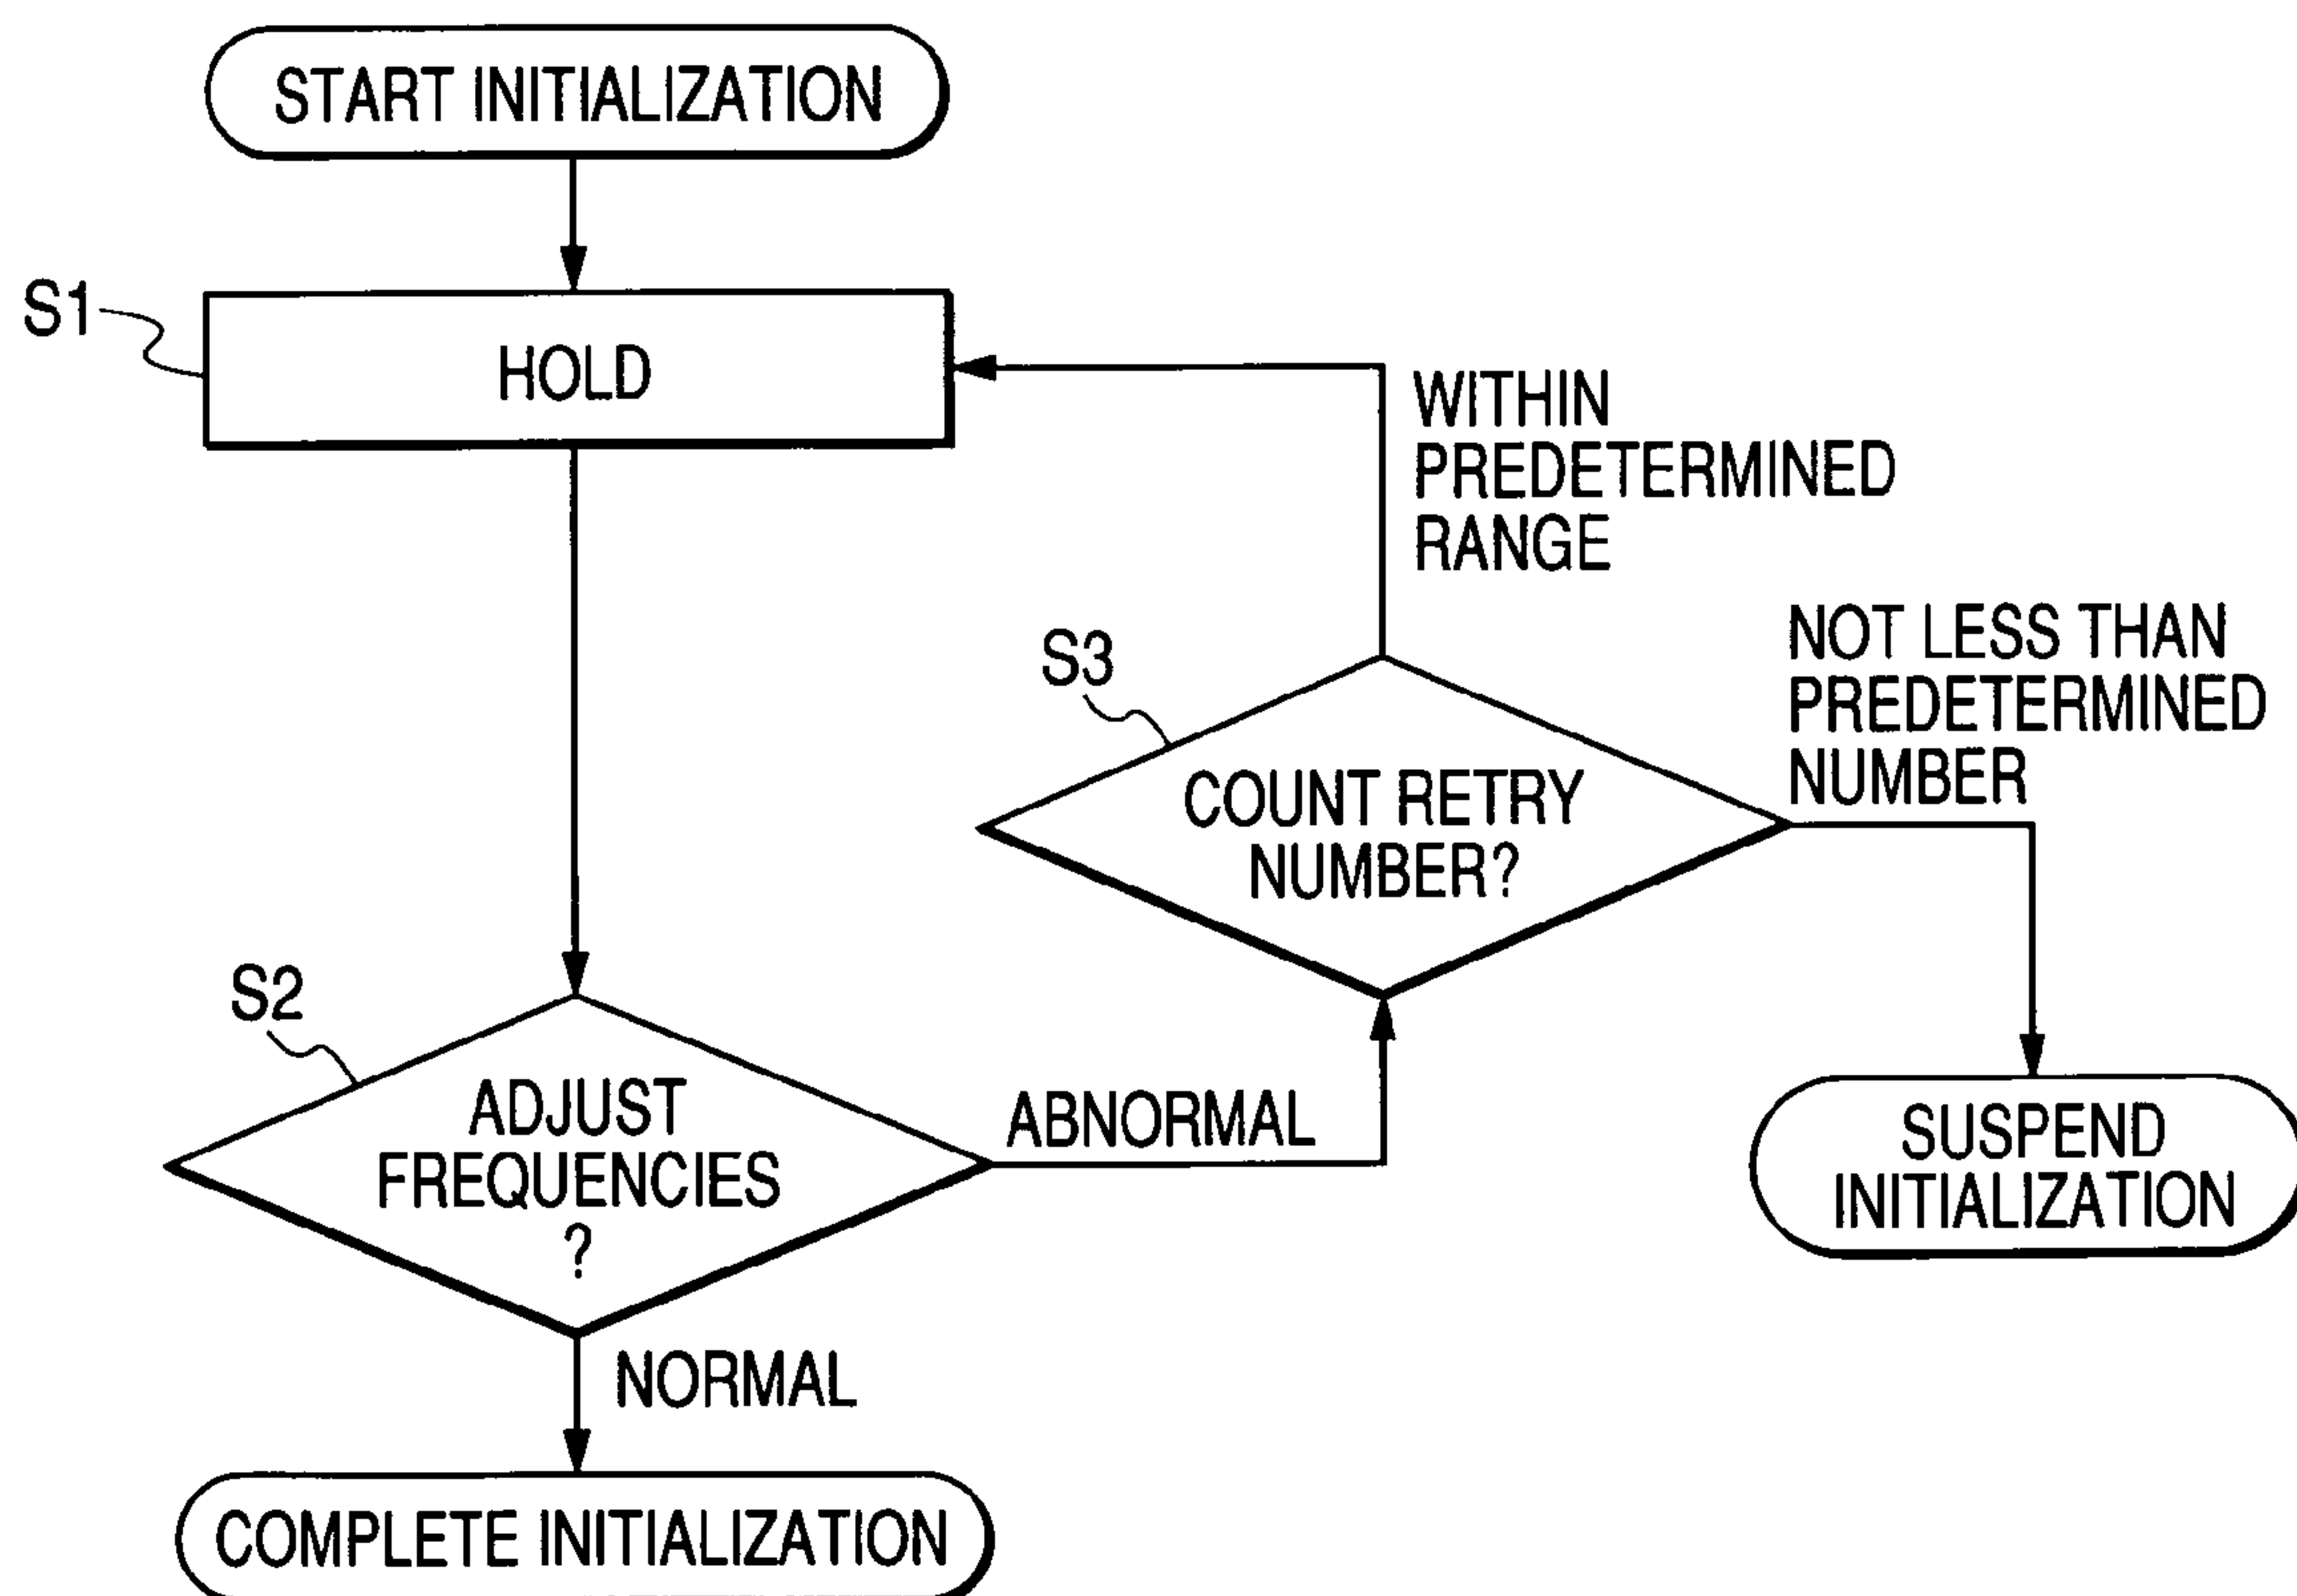 START INITIALIZATION
S1
HOLD
WITHIN
PREDETERMINED
RANGE
NOT LESS THAN
PREDETERMINED
NUMBER
S3
COUNT RETRY
NUMBER?
S2
ADJUST
FREQUENCIES
?
ABNORMAL
SUSPEND
INITIALIZATION
NORMAL
COMPLETE INITIALIZATION